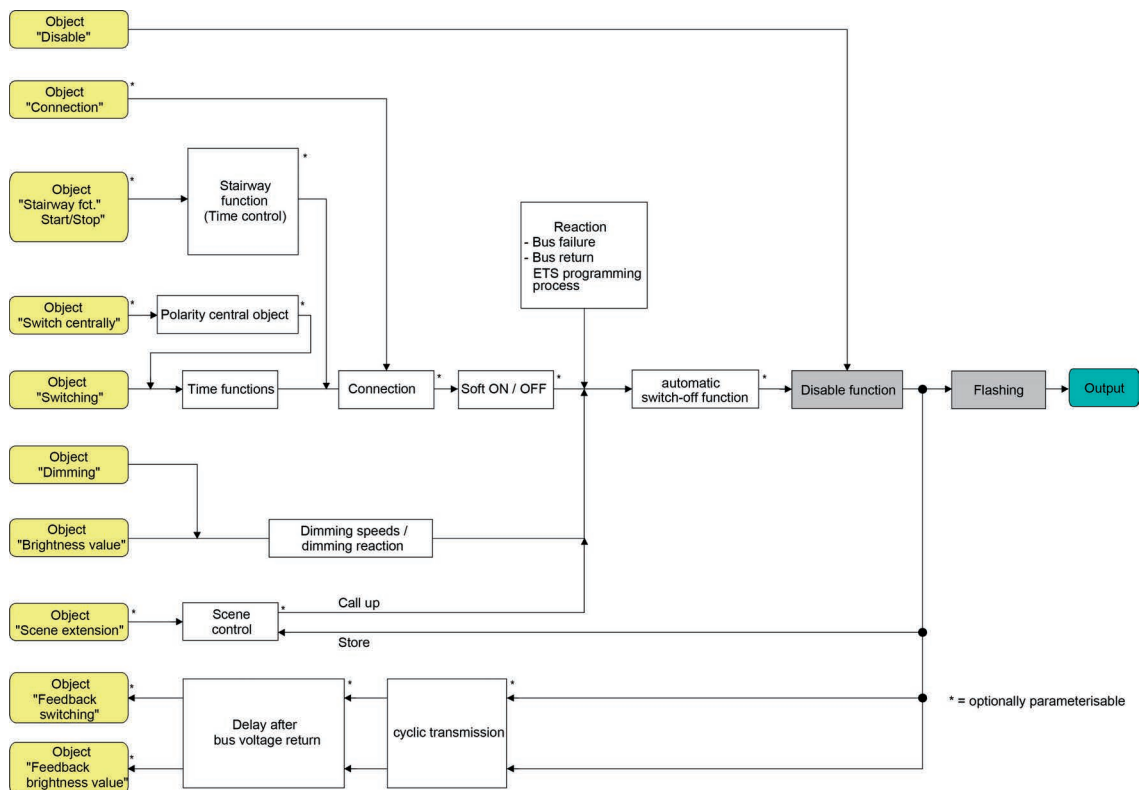 Object
"Disable"
*
Object
"Connection"
*
Object
"Stairway fct."
Start/Stop"
*
Stairway
function
(Time control)
*
Reaction
- Bus failure
- Bus return
ETS programming
process
Object
"Switch centrally"
*
Polarity central object
*
Object
"Switching"
Time functions
Connection
*
Soft ON / OFF
*
automatic
switch-off function
*
Disable function
Flashing
Output
Object
"Dimming"
Object
"Brightness value"
Dimming speeds /
dimming reaction
Object
"Scene extension"
*
Scene
control
*
Call up
Store
Object
"Feedback
switching"
*
Delay after
bus voltage return
*
cyclic transmission
*
* = optionally parameterisable
Object
"Feedback
brightness value"
*